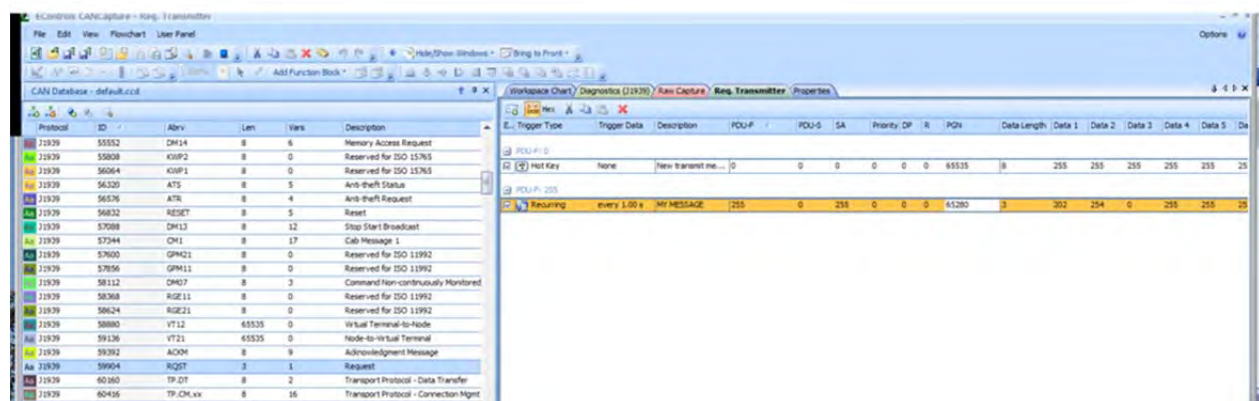 EControls CANCapture - Req. Transmitter
File Edit View Flowchart User Panel Options
Hide/Show Windows Bring to Front
Add Function Block
CAN Database - default.ccd
Workspace Chart Diagnostics (J1939) Raw Capture Req. Transmitter Properties
Hex
Protocol ID Abrv Len Vars Description
J1939 55552 DM14 8 6 Memory Access Request
J1939 55808 KWP2 8 0 Reserved for ISO 15765
J1939 56064 KWP1 8 0 Reserved for ISO 15765
J1939 56320 ATS 8 5 Anti-theft Status
J1939 56576 ATR 8 4 Anti-theft Request
J1939 56832 RESET 8 5 Reset
J1939 57088 DM13 8 12 Stop Start Broadcast
J1939 57344 CM1 8 17 Cab Message 1
J1939 57600 GPM21 8 0 Reserved for ISO 11992
J1939 57856 GPM11 8 0 Reserved for ISO 11992
J1939 58112 DM07 8 3 Command Non-continuously Monitored
J1939 58368 RGE11 8 0 Reserved for ISO 11992
J1939 58624 RGE21 8 0 Reserved for ISO 11992
J1939 58880 VT12 65535 0 Virtual Terminal-to-Node
J1939 59136 VT21 65535 0 Node-to-Virtual Terminal
J1939 59392 ACKM 8 9 Acknowledgment Message
Aa J1939 59904 RQST 3 1 Request
J1939 60160 TP.DT 8 2 Transport Protocol - Data Transfer
J1939 60416 TP.CM_xx 8 16 Transport Protocol - Connection Mgmt
E... Trigger Type Trigger Data Description PDU-F PDU-S SA Priority DP R PGN Data Length Data 1 Data 2 Data 3 Data 4 Data 5 Da
PDU-F: 0
Hot Key None New transmit me... 0 0 0 0 0 0 65535 8 255 255 255 255 255 25
PDU-F: 255
Recurring every 1.00 s MY MESSAGE 255 0 255 0 0 0 65280 3 202 254 0 255 255 25